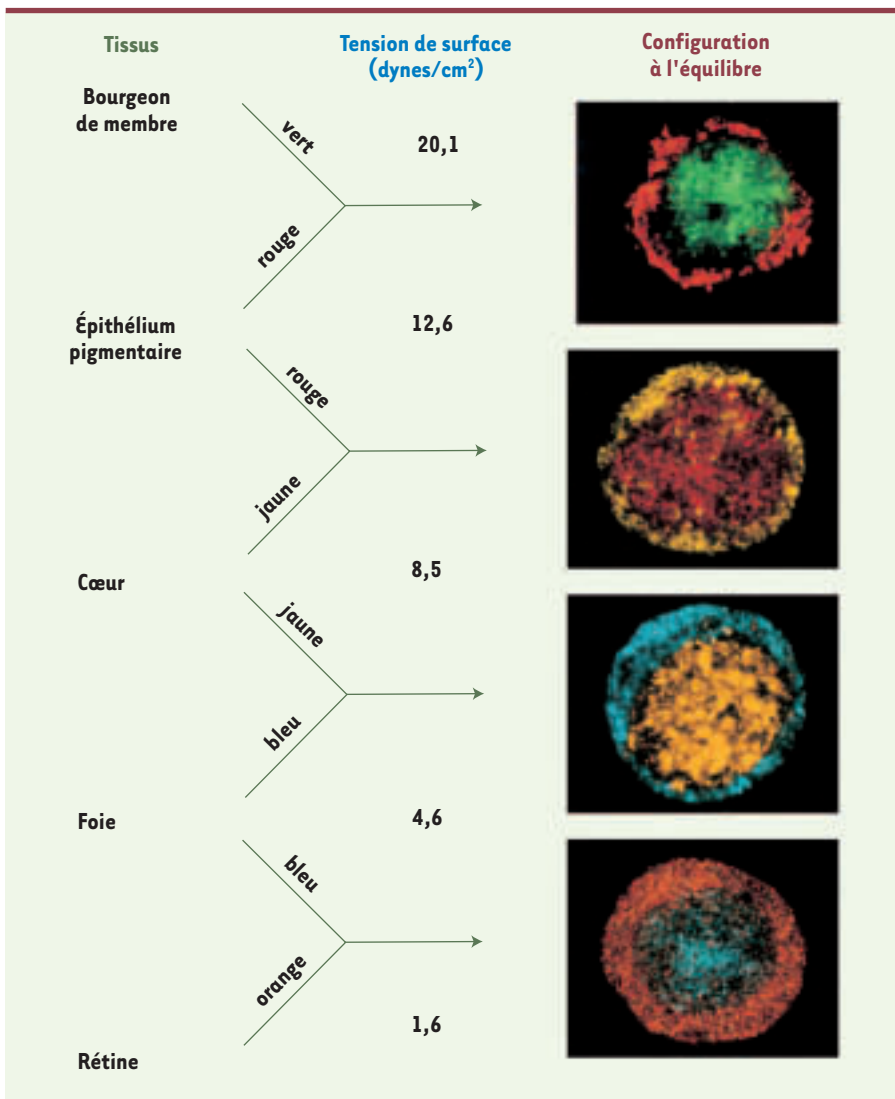 Tissus
Tension de surface
(dynes/cm²)
Configuration
à l'équilibre
Bourgeon
de membre
vert
20,1
rouge
Épithélium
pigmentaire
12,6
rouge
jaune
Cœur
8,5
jaune
bleu
Foie
4,6
bleu
orange
Rétine
1,6